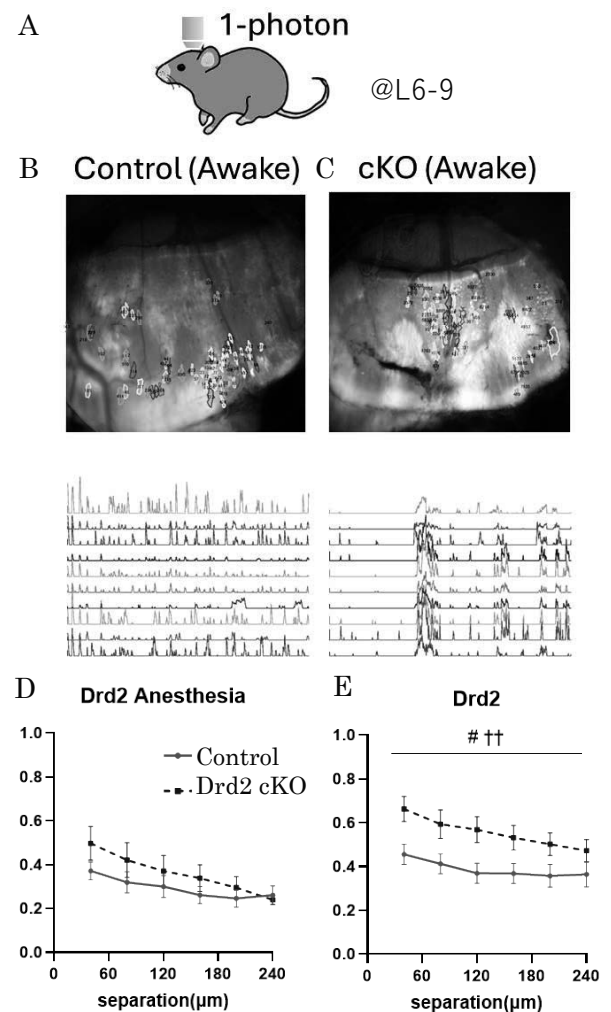 A
1-photon
@L6-9
B Control (Awake) C cKO (Awake)
D
Drd2 Anesthesia
1.0
0.8
0.6
0.4
0.2
0.0
Control
Drd2 cKO
0 60 120 180 240
separation(μm)
E
Drd2
# ††
1.0
0.8
0.6
0.4
0.2
0.0
0 60 120 180 240
separation(μm)